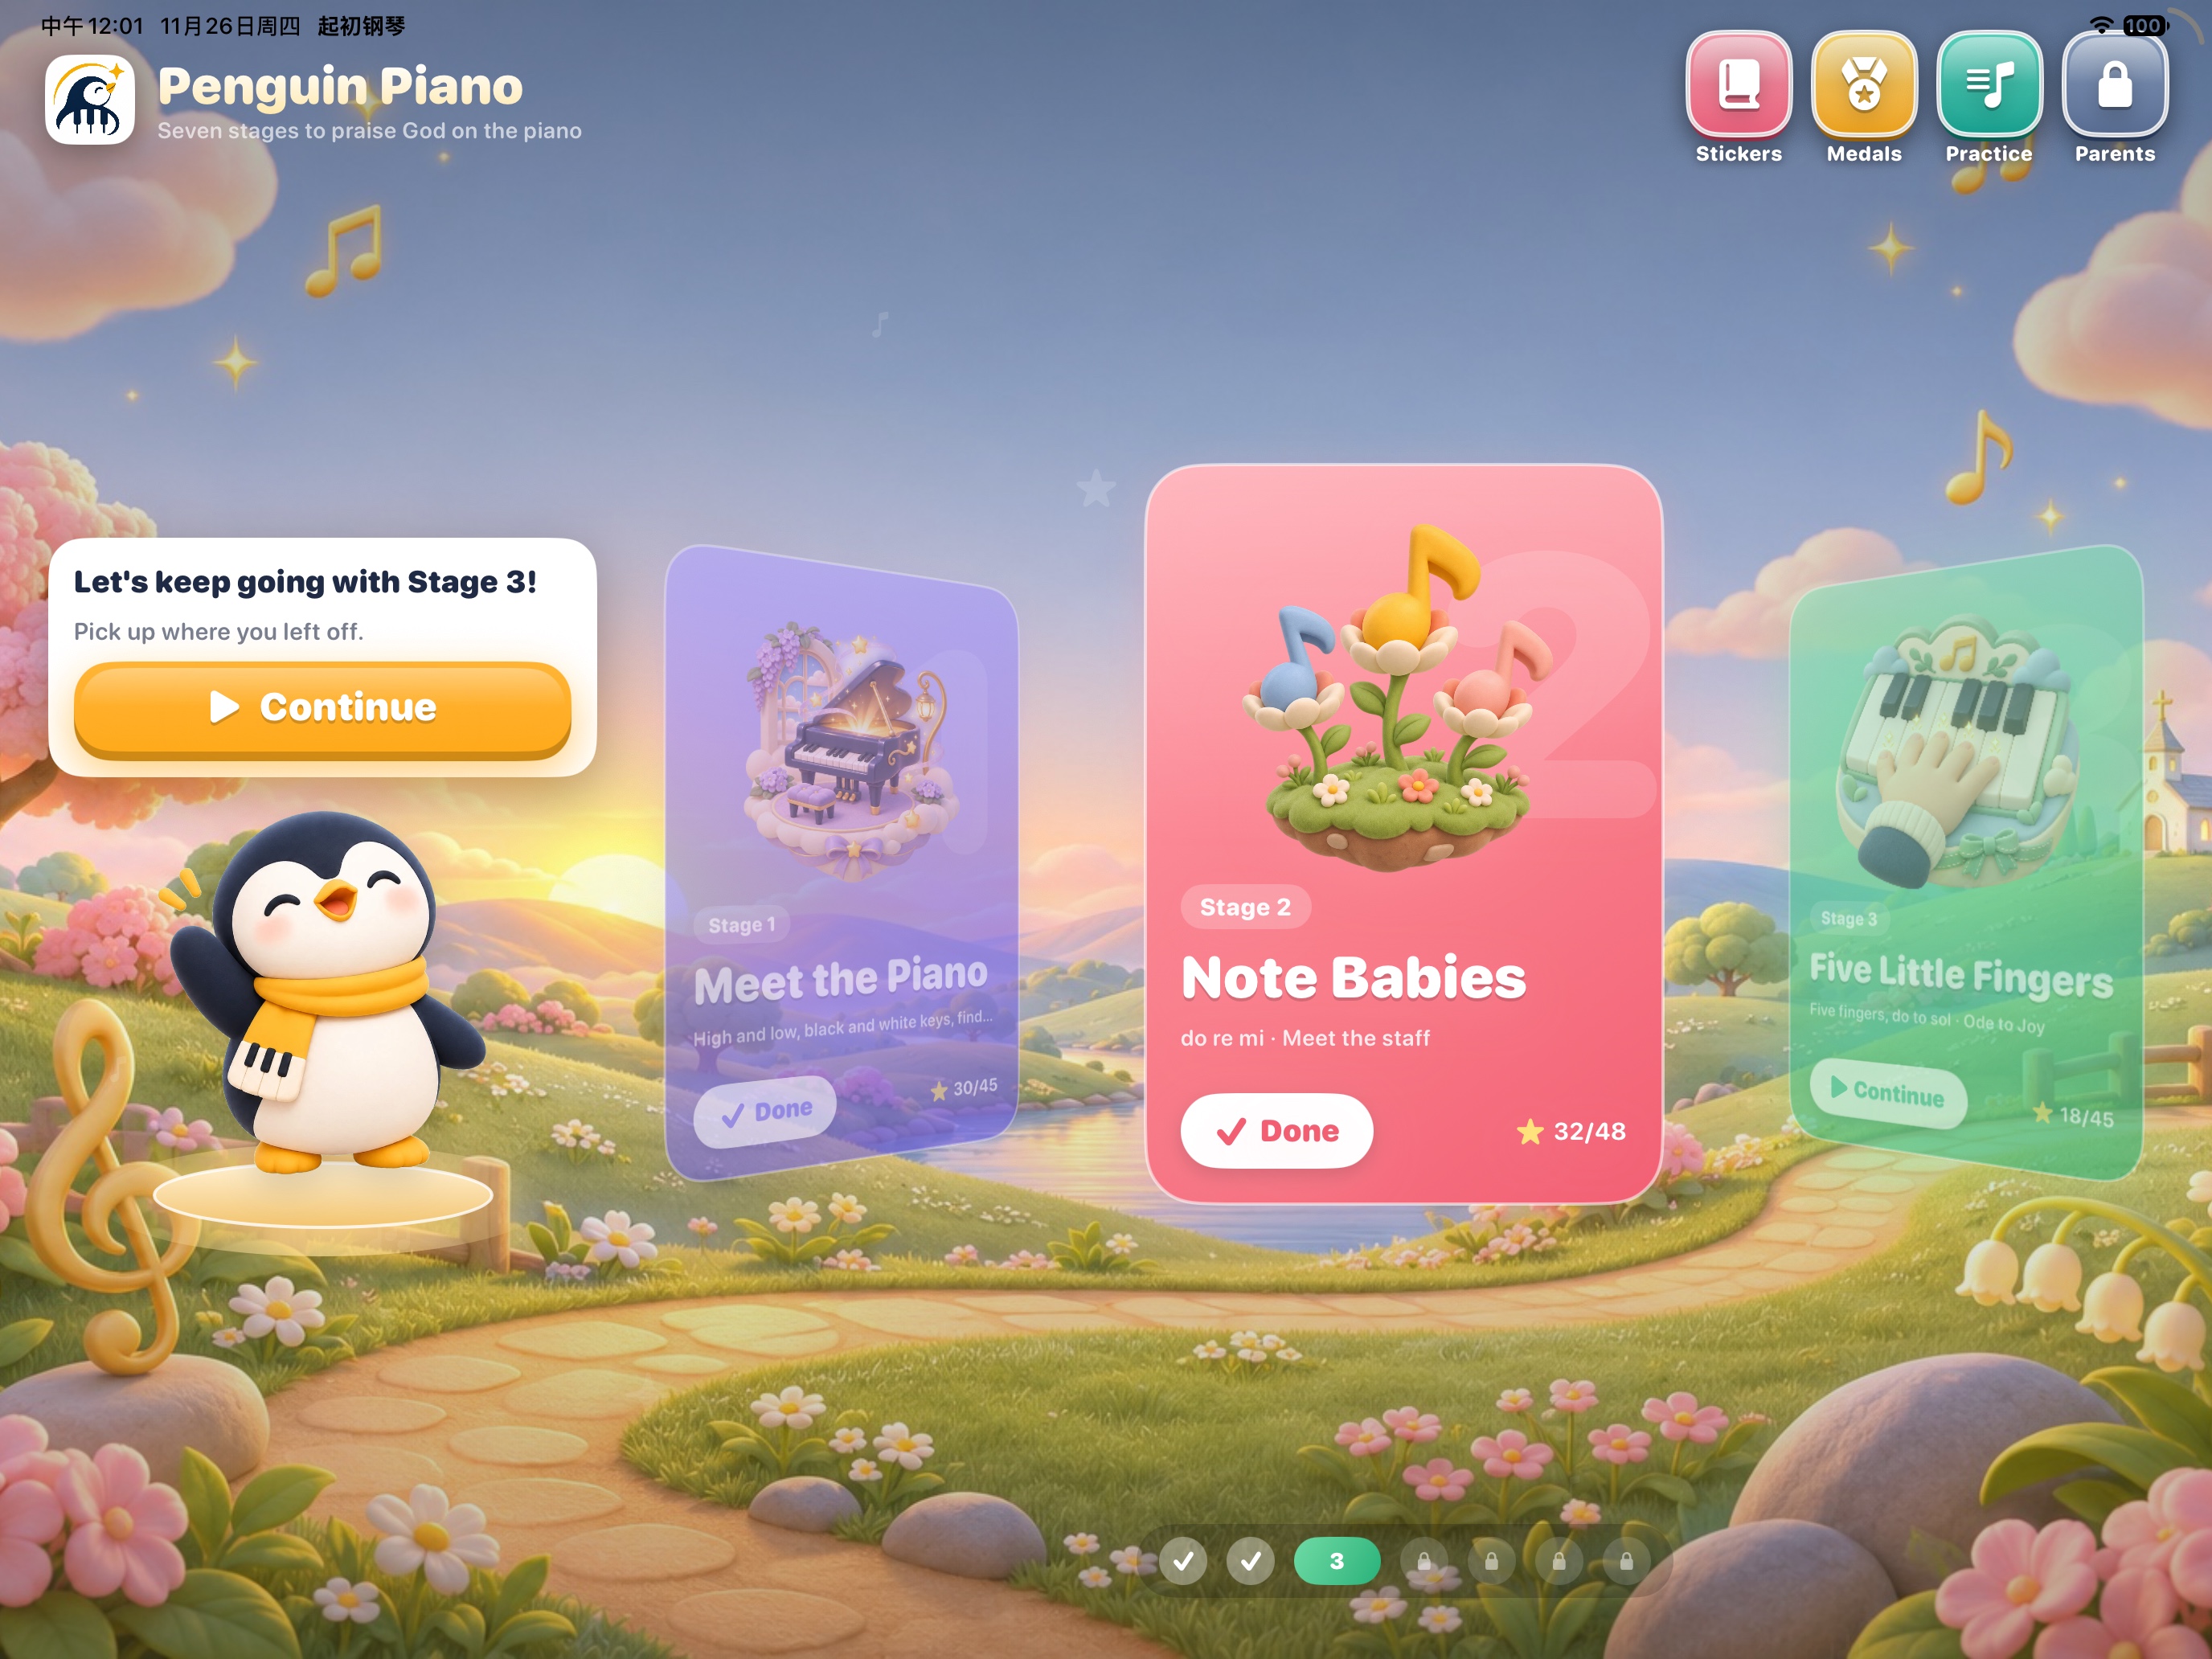 中午12:01 11月26日周四 起初钢琴
100
Penguin Piano
Seven stages to praise God on the piano
Stickers
Medals
Practice
Parents
Let's keep going with Stage 3!
Pick up where you left off.
Continue
1
Stage 1
Meet the Piano
High and low, black and white keys, find...
Done
30/45
2
Stage 2
Note Babies
do re mi · Meet the staff
Done
32/48
3
Stage 3
Five Little Fingers
Five fingers, do to sol · Ode to Joy
Continue
18/45
3